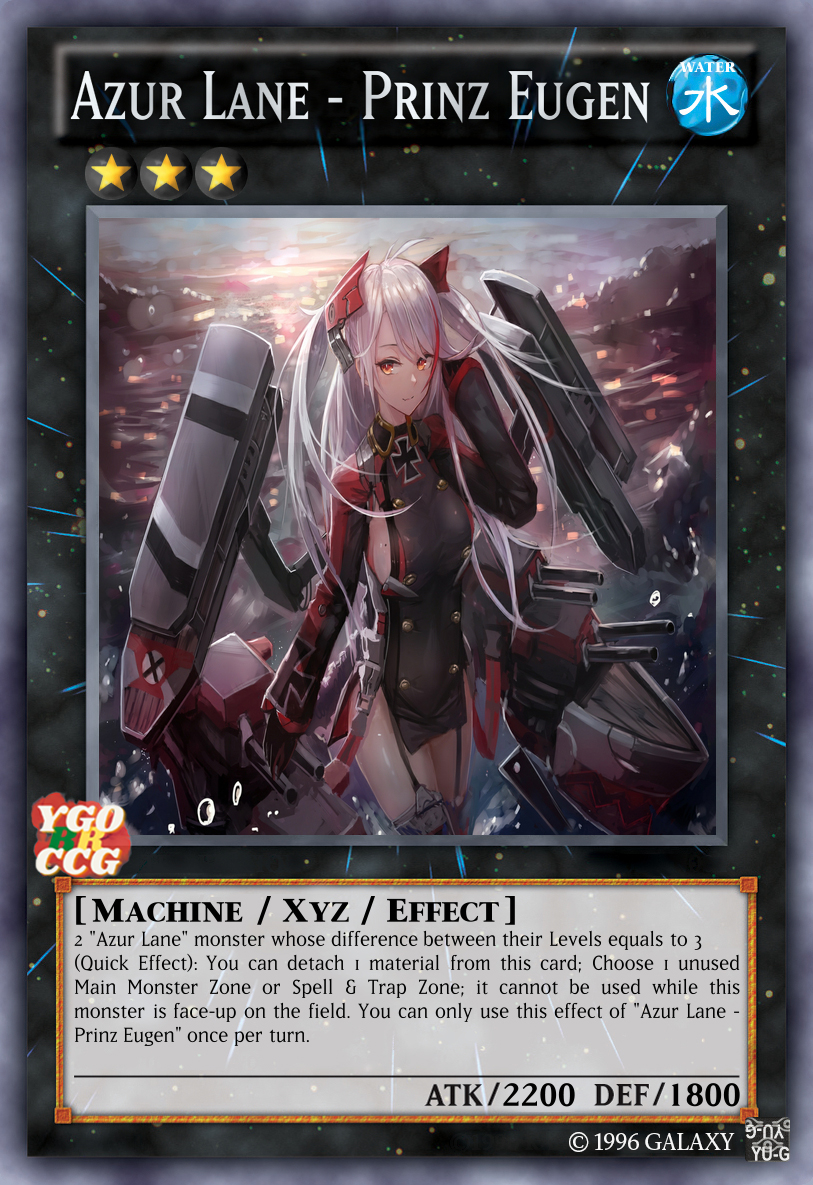 Azur Lane - Prinz Eugen
WATER
水
YGO
RR
CCG
[ Machine / Xyz / Effect ]
2 "Azur Lane" monster whose difference between their Levels equals to 3
(Quick Effect): You can detach 1 material from this card; Choose 1 unused
Main Monster Zone or Spell & Trap Zone; it cannot be used while this
monster is face-up on the field. You can only use this effect of "Azur Lane -
Prinz Eugen" once per turn.
ATK/2200 DEF/1800
© 1996 GALAXY
YU-G
YU-G